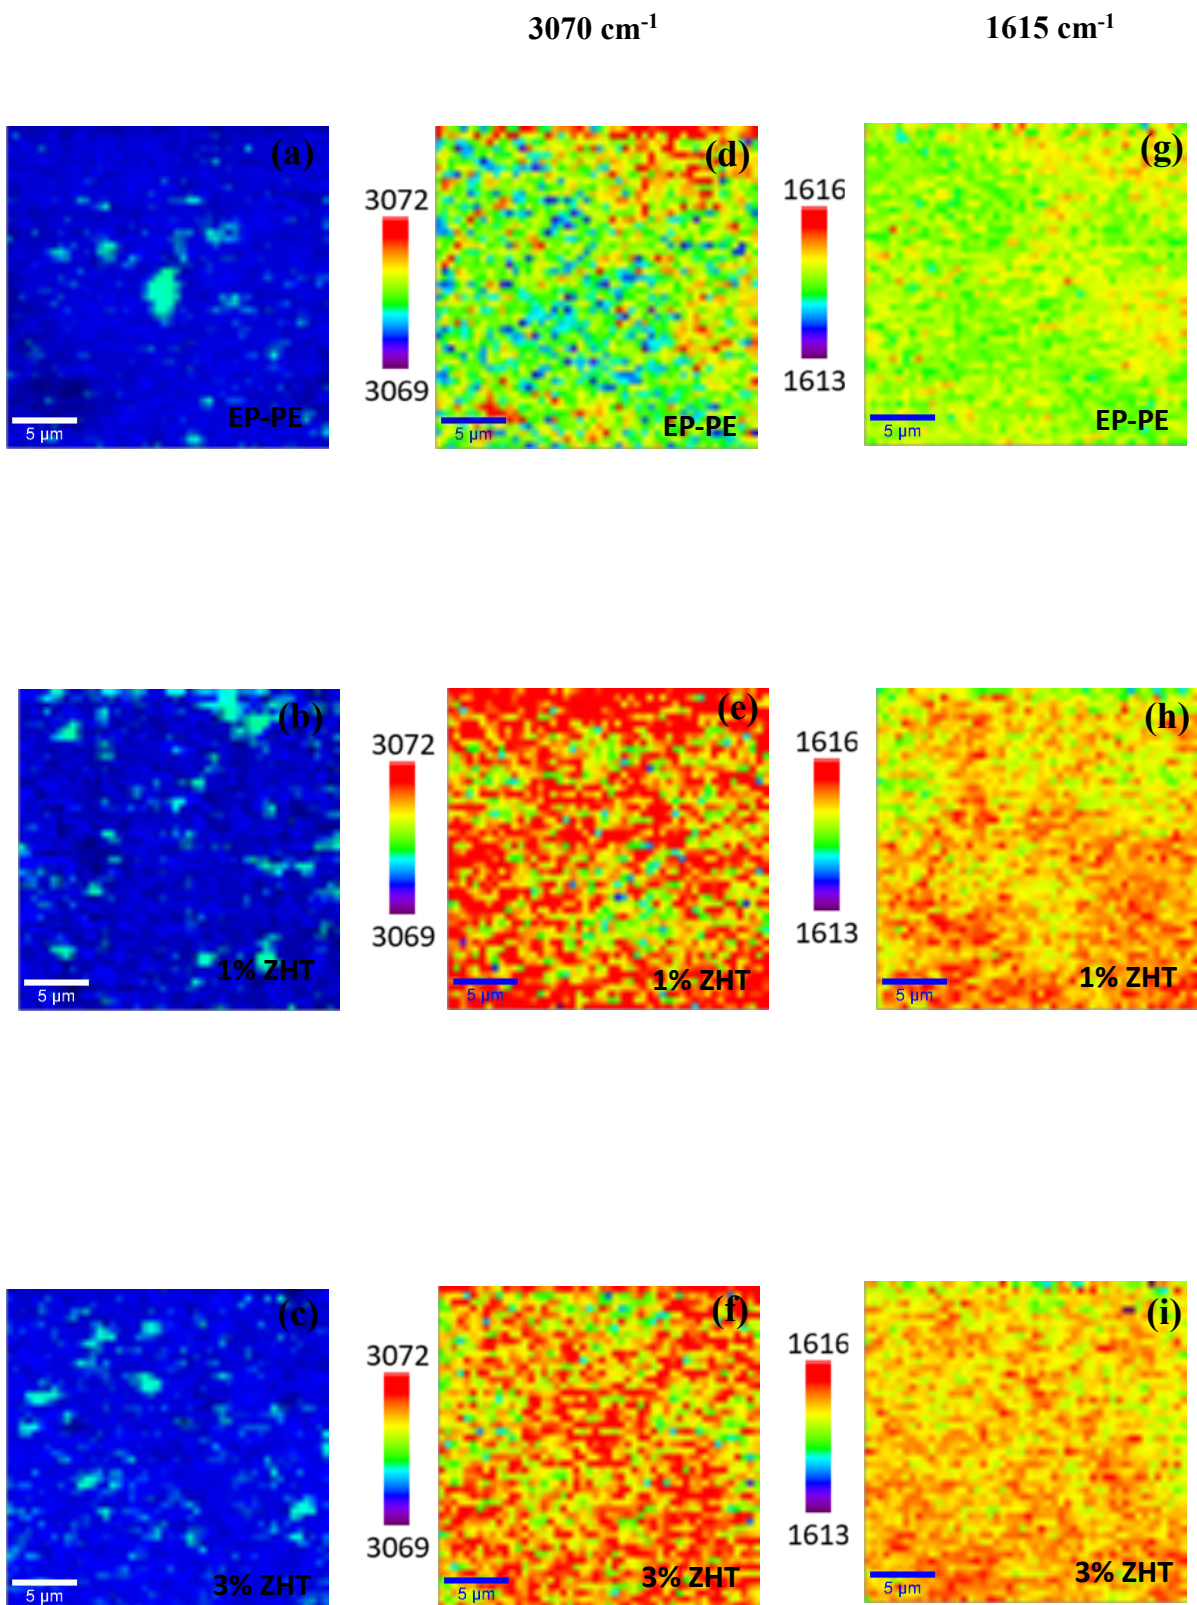 3070 cm-1
1615 cm-1
(a)
(d)
(g)
3072
1616
3069
1613
EP-PE
EP-PE
EP-PE
5 μm
5 μm
5 μm
(b)
(e)
(h)
3072
1616
3069
1613
1% ZHT
1% ZHT
1% ZHT
5 μm
5 μm
5 μm
(c)
(f)
(i)
3072
1616
3069
1613
3% ZHT
3% ZHT
3% ZHT
5 μm
5 μm
5 μm